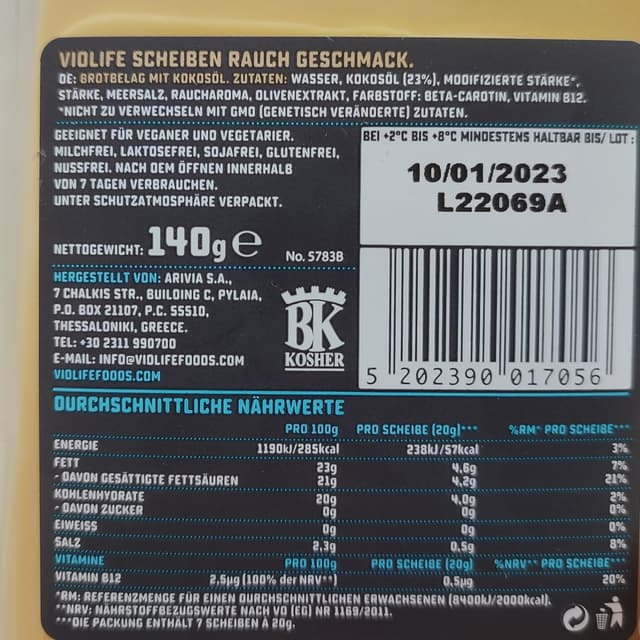 VIOLIFE SCHEIBEN RAUCH GESCHMACK.
DE: BROTBELAG MIT KOKOSÖL. ZUTATEN: WASSER, KOKOSÖL (23%), MODIFIZIERTE STÄRKE*,
STÄRKE, MEERSALZ, RAUCHAROMA, OLIVENEXTRAKT, FARBSTOFF: BETA-CAROTIN, VITAMIN B12.
*NICHT ZU VERWECHSELN MIT GMO (GENETISCH VERÄNDERTE) ZUTATEN.
GEEIGNET FÜR VEGANER UND VEGETARIER.
MILCHFREI, LAKTOSEFREI, SOJAFREI, GLUTENFREI,
NUSSFREI. NACH DEM ÖFFNEN INNERHALB
VON 7 TAGEN VERBRAUCHEN.
UNTER SCHUTZATMOSPHÄRE VERPACKT.
BEI +2°C BIS +8°C MINDESTENS HALTBAR BIS/ LOT :
10/01/2023
L22069A
NETTOGEWICHT: 140g e
No. 5783B
HERGESTELLT VON: ARIVIA S.A.,
7 CHALKIS STR., BUILDING C, PYLAIA,
P.O. BOX 21107, P.C. 55510,
THESSALONIKI, GREECE.
TEL: +30 2311 990700
E-MAIL: INFO@VIOLIFEFOODS.COM
VIOLIFEFOODS.COM
BK
KOSHER
5 202390 017056
DURCHSCHNITTLICHE NÄHRWERTE
PRO 100g PRO SCHEIBE (20g)*** %RM* PRO SCHEIBE***
ENERGIE 1190kJ/285kcal 238kJ/57kcal 3%
FETT 23g 4,6g 7%
- DAVON GESÄTTIGTE FETTSÄUREN 21g 4,2g 21%
KOHLENHYDRATE 20g 4,0g 2%
- DAVON ZUCKER 0g 0g 0%
EIWEISS 0g 0g 0%
SALZ 2,3g 0,5g 8%
VITAMINE PRO 100g PRO SCHEIBE (20g) %NRV** PRO SCHEIBE***
VITAMIN B12 2,5µg (100% der NRV**) 0,5µg 20%
*RM: REFERENZMENGE FÜR EINEN DURCHSCHNITTLICHEN ERWACHSENEN (8400kJ/2000kcal).
**NRV: NÄHRSTOFFBEZUGSWERTE NACH VO (EG) NR 1169/2011.
***DIE PACKUNG ENTHÄLT 7 SCHEIBEN À 20g.